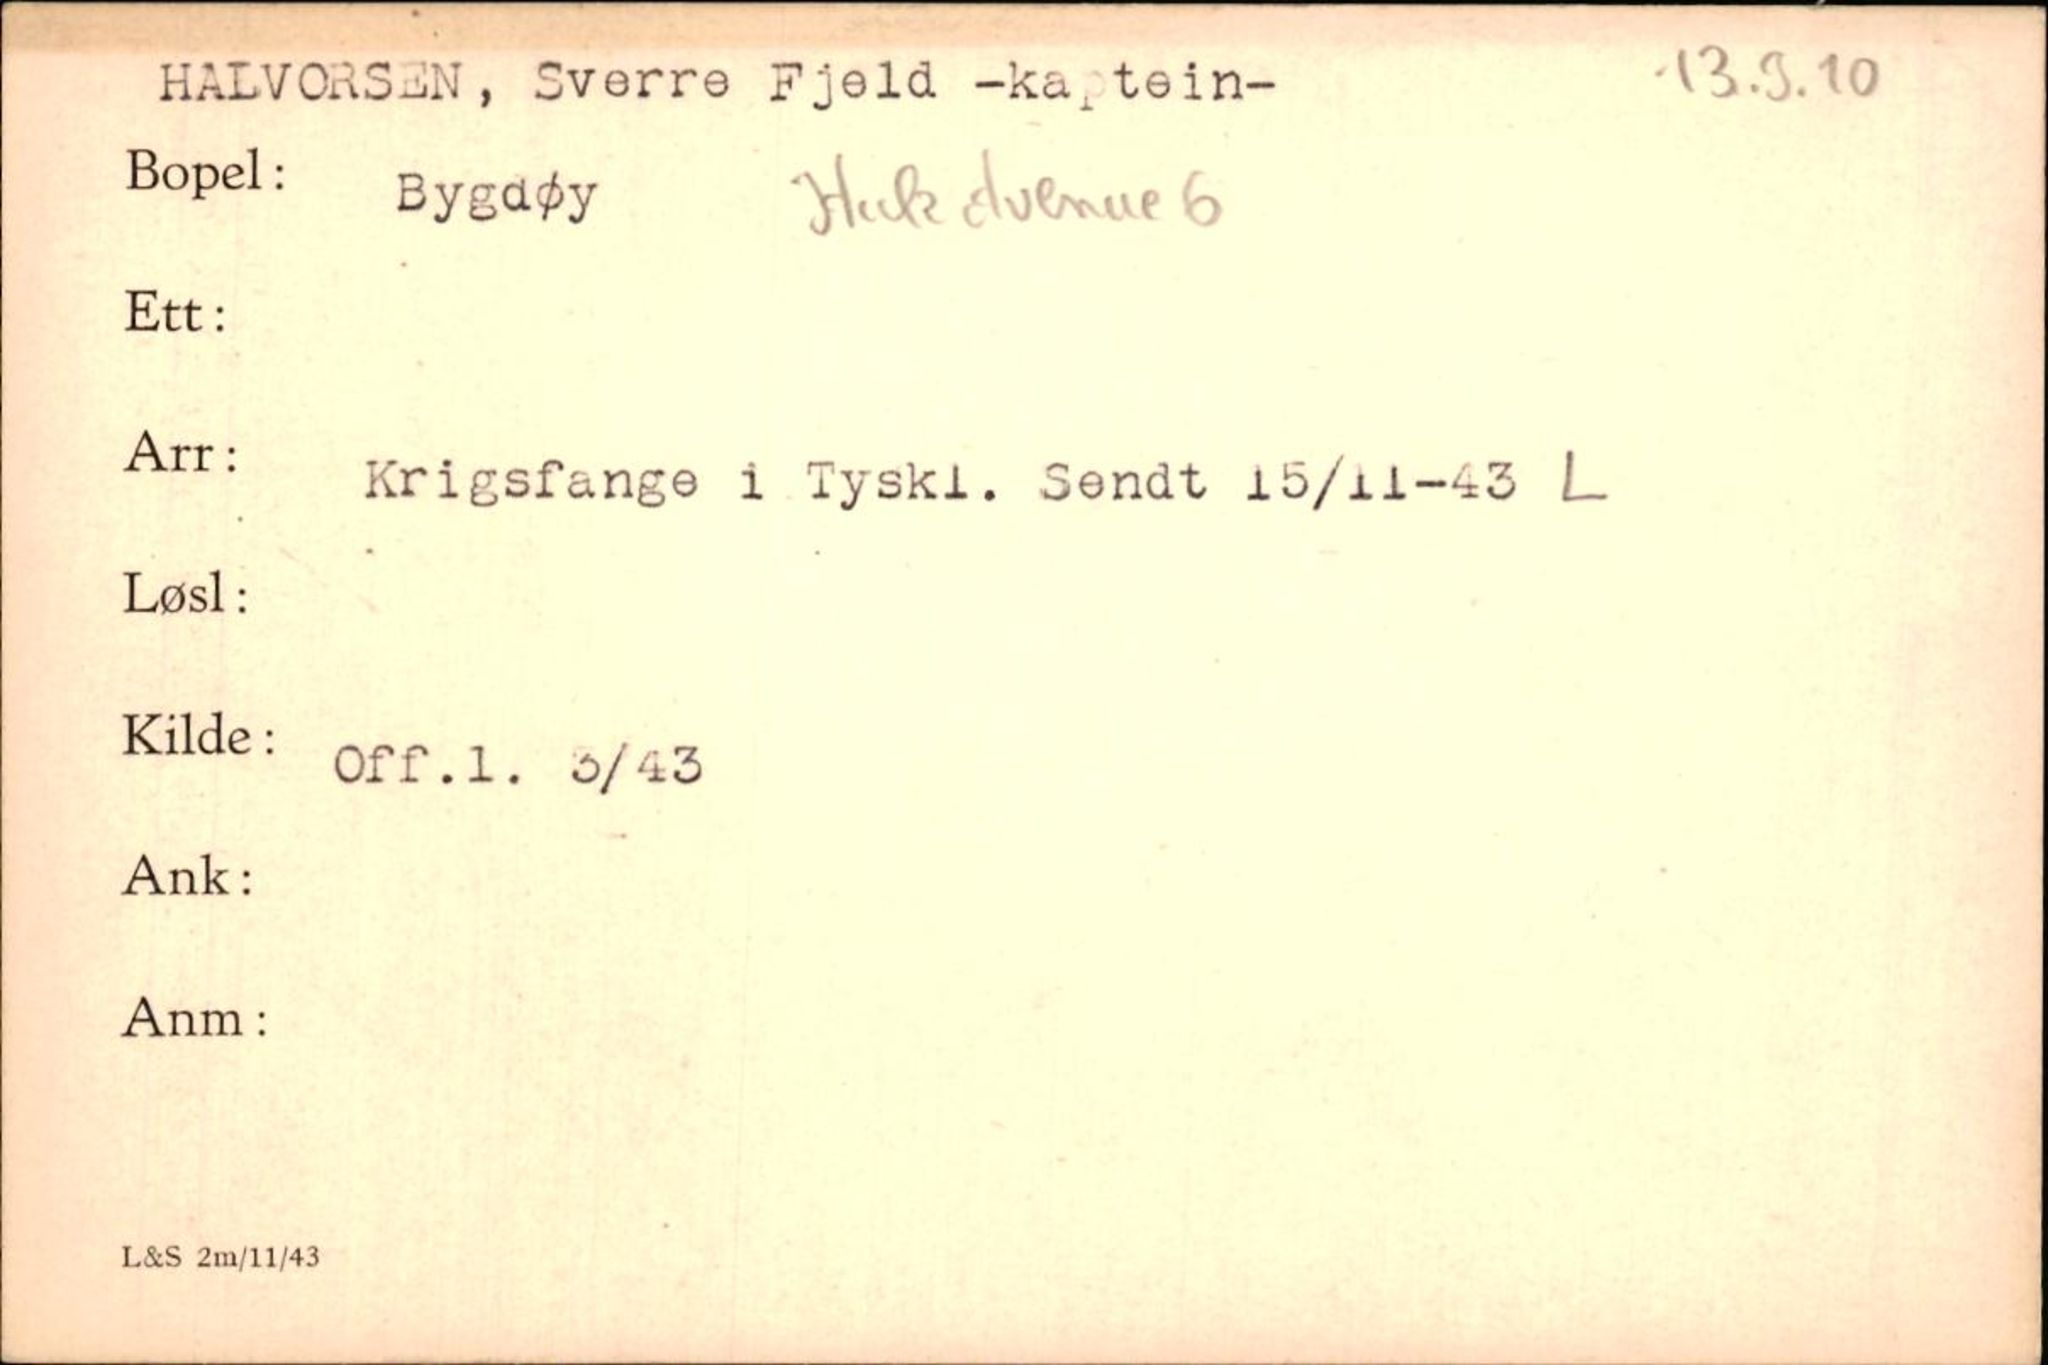 HALVORSEN, Sverre Fjeld -kaptein- 13.9.10
Bopel: Bygdøy Huk Avenue 6
Ett:
Arr: Krigsfange i Tyskl. Sendt 15/11-43 L
Løsl:
Kilde: Off.l. 3/43
Ank:
Anm:
L&S 2m/11/43